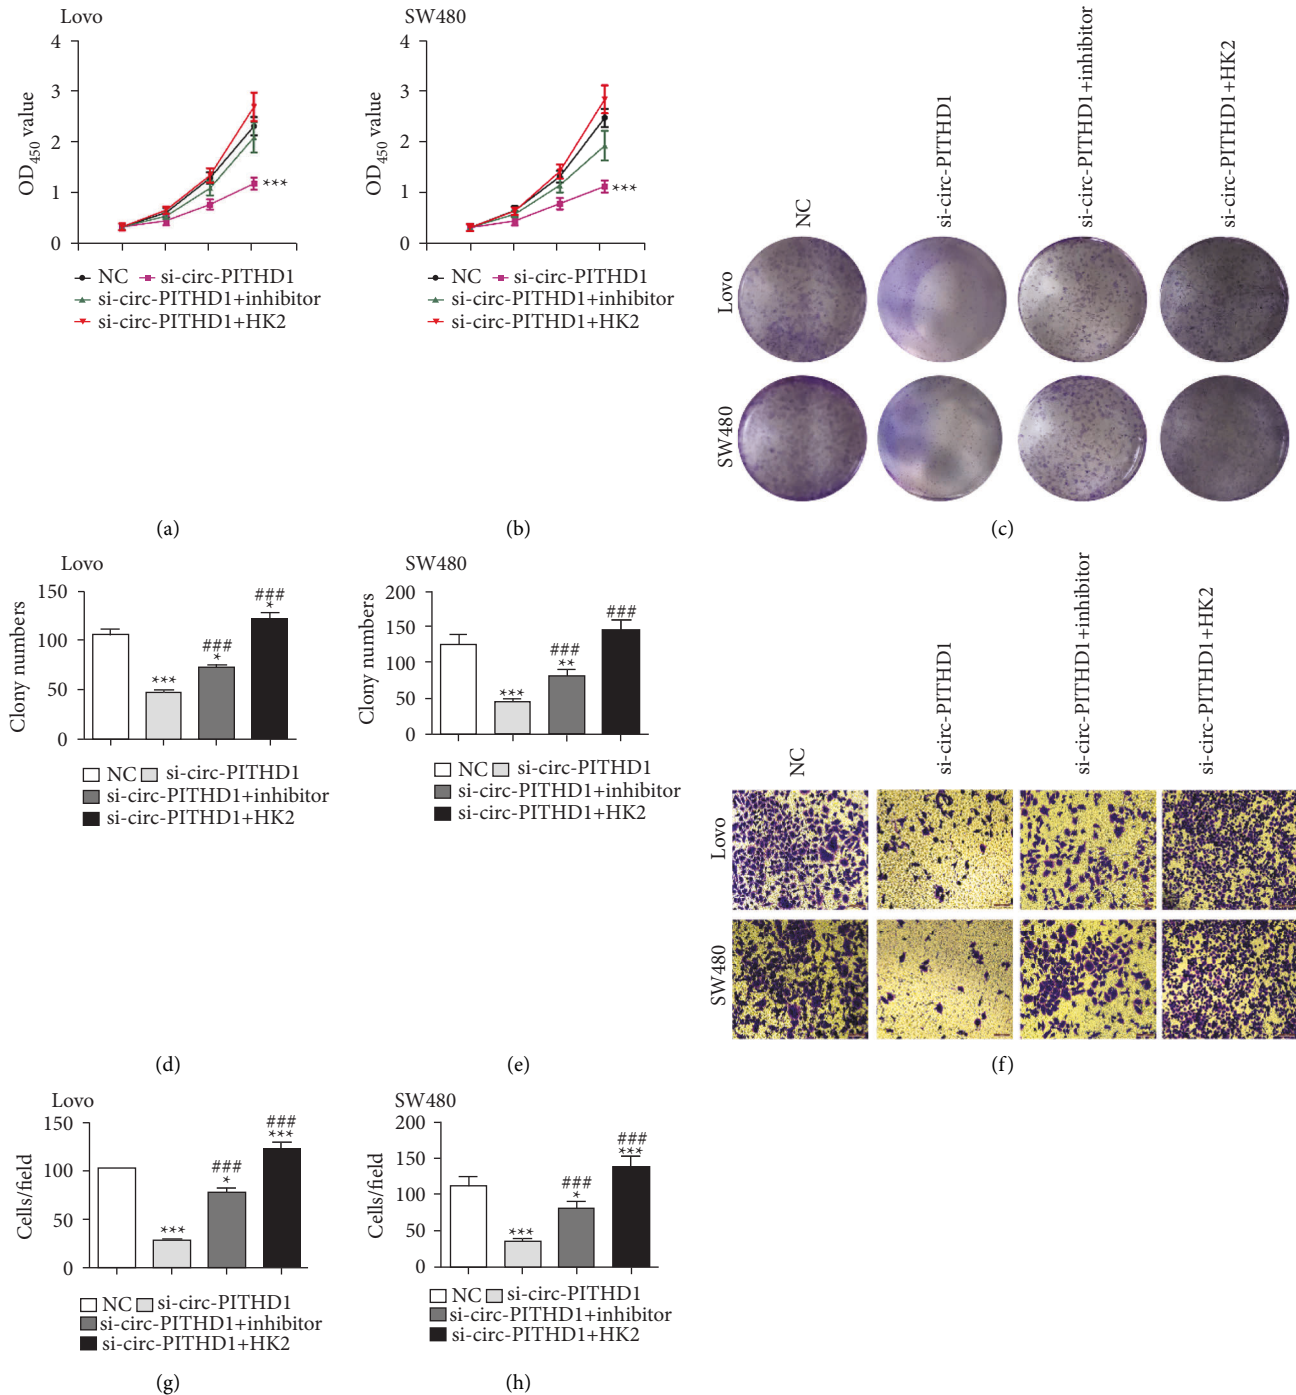 Lovo
4
3
2
1
0
OD450 value
***
NC si-circ-PITHD1
si-circ-PITHD1+inhibitor
si-circ-PITHD1+HK2
(a)
SW480
4
3
2
1
0
OD450 value
***
NC si-circ-PITHD1
si-circ-PITHD1+inhibitor
si-circ-PITHD1+HK2
(b)
NC
si-circ-PITHD1
si-circ-PITHD1+inhibitor
si-circ-PITHD1+HK2
Lovo
SW480
(c)
Lovo
150
100
50
0
Clony numbers
***
###
*
###
*
NC si-circ-PITHD1
si-circ-PITHD1+inhibitor
si-circ-PITHD1+HK2
(d)
SW480
200
150
100
50
0
Clony numbers
***
###
**
###
NC si-circ-PITHD1
si-circ-PITHD1+inhibitor
si-circ-PITHD1+HK2
(e)
NC
si-circ-PITHD1
si-circ-PITHD1+inhibitor
si-circ-PITHD1+HK2
Lovo
SW480
(f)
Lovo
150
100
50
0
Cells/field
***
###
*
###
***
NC si-circ-PITHD1
si-circ-PITHD1+inhibitor
si-circ-PITHD1+HK2
(g)
SW480
200
150
100
50
0
Cells/field
***
###
*
###
***
NC si-circ-PITHD1
si-circ-PITHD1+inhibitor
si-circ-PITHD1+HK2
(h)